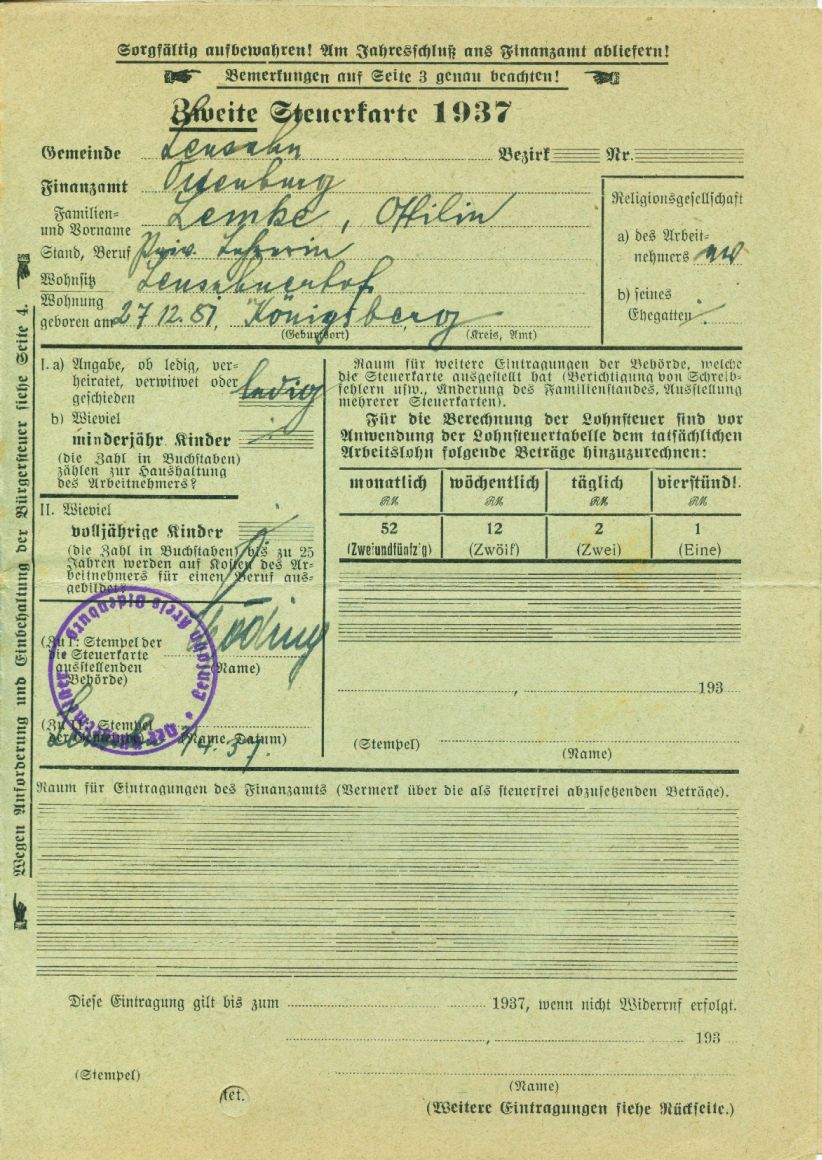 Sorgfältig aufbewahren! Am Jahresschluß ans Finanzamt abliefern!
Bemerkungen auf Seite 3 genau beachten!
Zweite Steuerkarte 1937
Gemeinde Lensahn Bezirk Nr.
Finanzamt Oldenburg
Familien- und Vorname Lemke, Ottilie
Stand, Beruf Priv. Lehrerin
Wohnsitz Lensahnerhof
Wohnung
geboren am 27.12.81, Königsberg
(Geburtsort) (Kreis, Amt)
Religionsgesellschaft
a) des Arbeit-
nehmers
b) seines
Ehegatten
I. a) Angabe, ob ledig, ver-
heiratet, verwitwet oder
geschieden ledig
b) Wieviel
minderjähr Kinder
(die Zahl in Buchstaben)
zählen zur Haushaltung
des Arbeitnehmers?
II. Wieviel
volljährige Kinder
(die Zahl in Buchstaben) bis zu 25
Jahren werden auf Kosten des Ar-
beitnehmers für einen Beruf aus-
gebildet?
(Zu I: Stempel der
die Steuerkarte
ausstellenden
Behörde)
(Name)
(Zu II: Stempel
(Name, Datum)
Kreis Oldenburg
Raum für weitere Eintragungen der Behörde, welche
die Steuerkarte ausgestellt hat (Berichtigung von Schreib-
fehlern usw., Änderung des Familienstandes, Ausstellung
mehrerer Steuerkarten).
Für die Berechnung der Lohnsteuer sind vor
Anwendung der Lohnsteuertabelle dem tatsächlichen
Arbeitslohn folgende Beträge hinzuzurechnen:
monatlich wöchentlich täglich vierstündl.
RM RM RM RM
52 12 2 1
(Zweiundfünfzig) (Zwölf) (Zwei) (Eine)
, 193
(Stempel)
(Name)
Raum für Eintragungen des Finanzamts (Vermerk über die als steuerfrei abzusetzenden Beträge).
Diese Eintragung gilt bis zum 1937, wenn nicht Widerruf erfolgt.
, 193
(Stempel)
(Name)
tet.
(Weitere Eintragungen siehe Rückseite.)
Wegen Anforderung und Einbehaltung der Bürgersteuer siehe Seite 4.